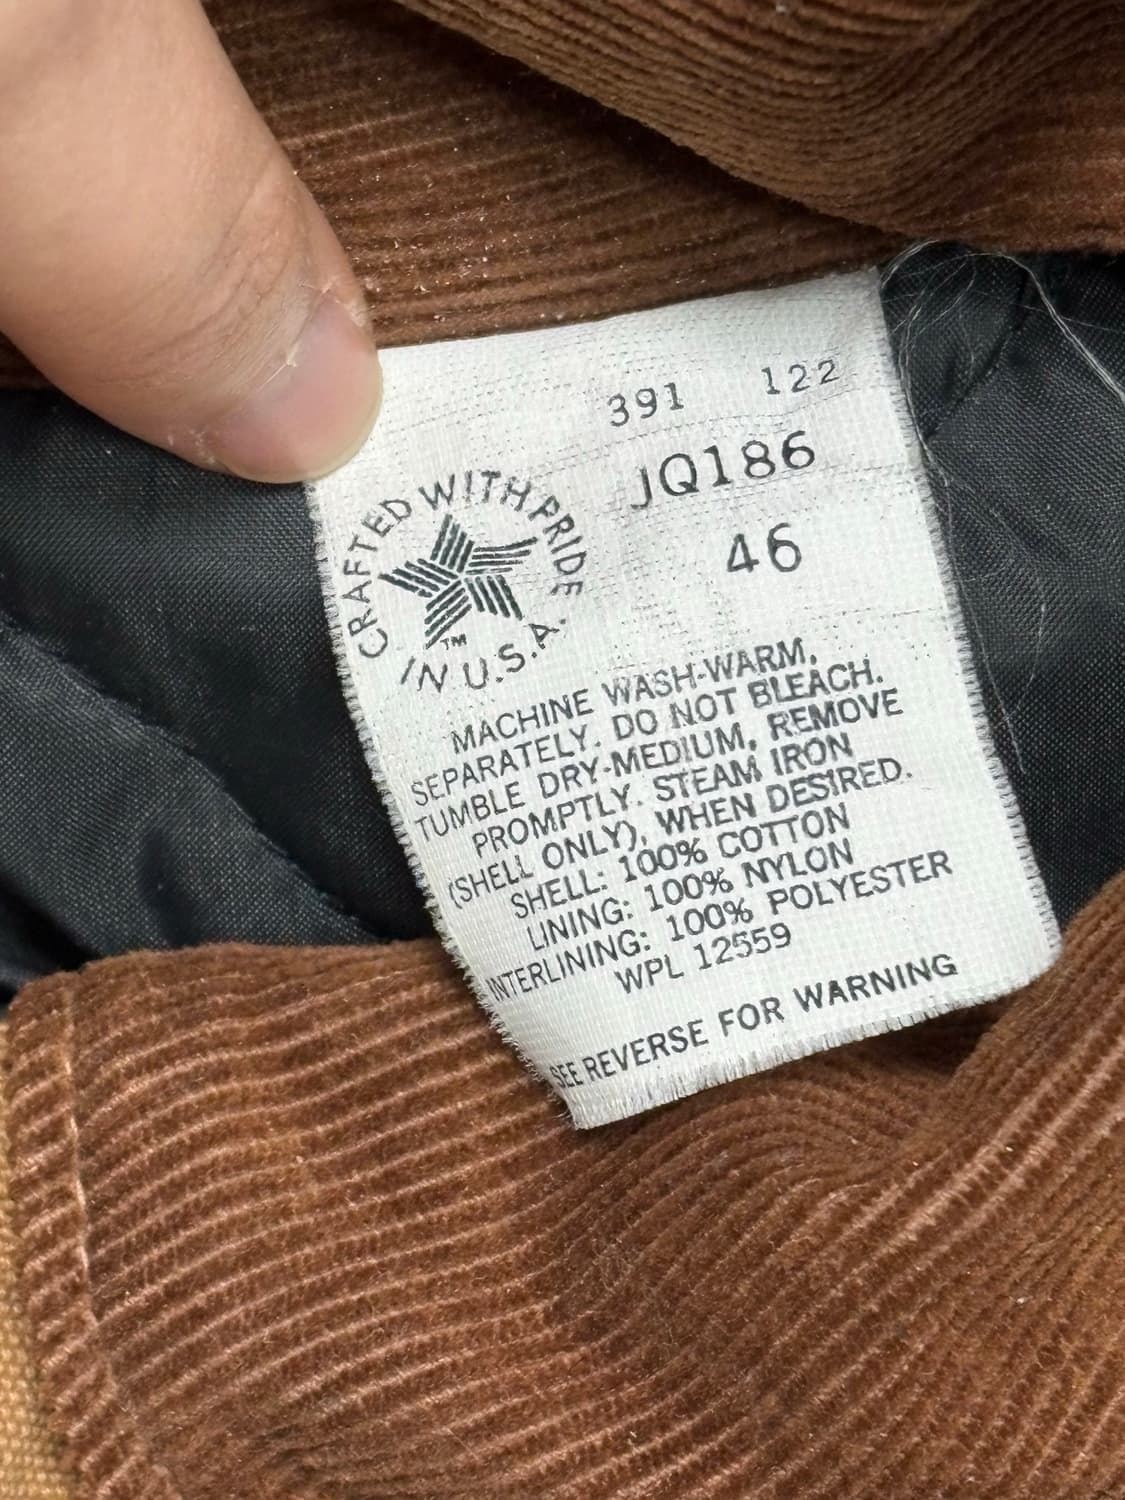 391 122
JQ186
46
CRAFTED WITH PRIDE
IN U.S.A.
TM
MACHINE WASH-WARM,
SEPARATELY. DO NOT BLEACH.
TUMBLE DRY-MEDIUM, REMOVE
PROMPTLY. STEAM IRON
(SHELL ONLY), WHEN DESIRED.
SHELL: 100% COTTON
LINING: 100% NYLON
INTERLINING: 100% POLYESTER
WPL 12559
SEE REVERSE FOR WARNING